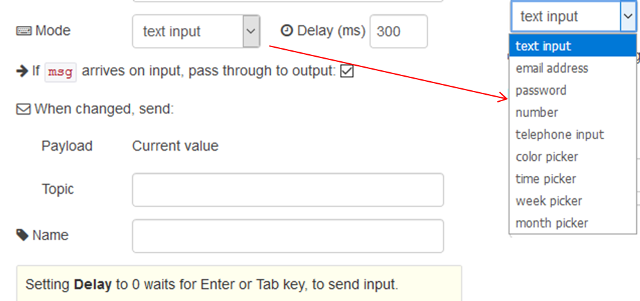 Mode text input Delay (ms) 300
If msg arrives on input, pass through to output:
When changed, send:
Payload Current value
Topic
Name
Setting Delay to 0 waits for Enter or Tab key, to send input.
text input
text input
email address
password
number
telephone input
color picker
time picker
week picker
month picker